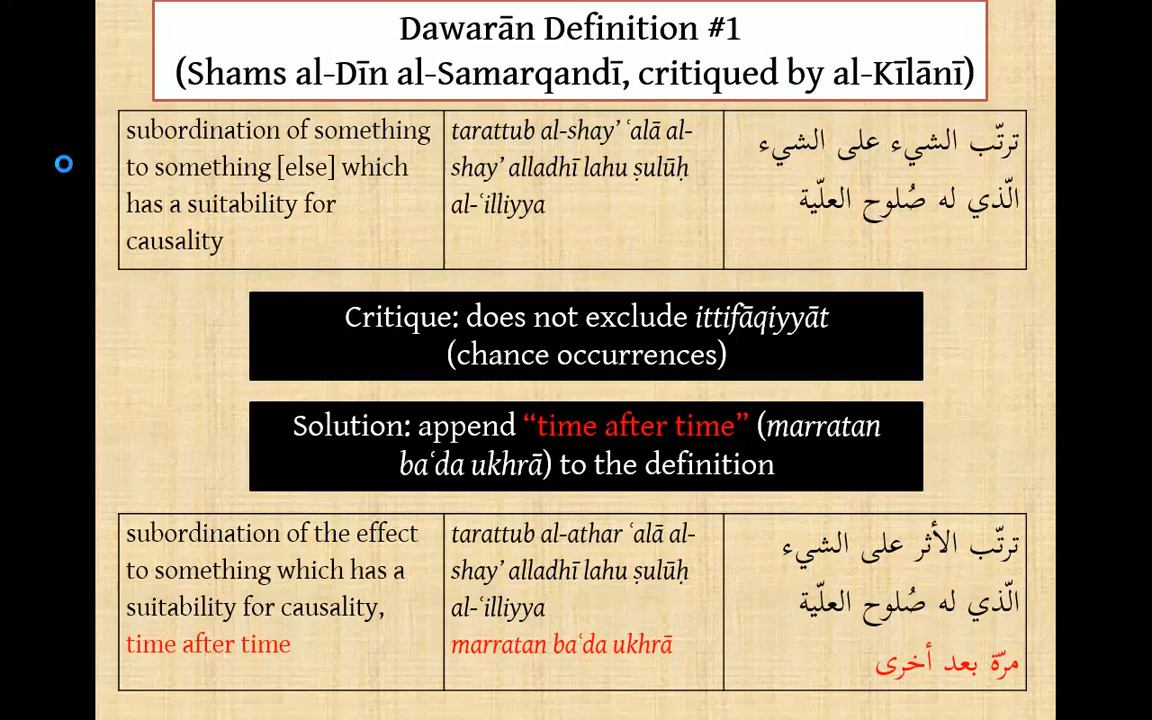 Dawarān Definition #1
(Shams al-Dīn al-Samarqandī, critiqued by al-Kīlānī)
subordination of something
to something [else] which
has a suitability for
causality
tarattub al-shay’ ʿalā al-
shay’ alladhī lahu ṣulūḥ
al-ʿilliyya
ترتّب الشيء على الشيء
الّذي له صُلوح العلّية
Critique: does not exclude ittifāqiyyāt
(chance occurrences)
Solution: append “time after time” (marratan
baʿda ukhrā) to the definition
subordination of the effect
to something which has a
suitability for causality,
time after time
tarattub al-athar ʿalā al-
shay’ alladhī lahu ṣulūḥ
al-ʿilliyya
marratan baʿda ukhrā
ترتّب الأثر على الشيء
الّذي له صُلوح العلّية
مرّة بعد أخرى